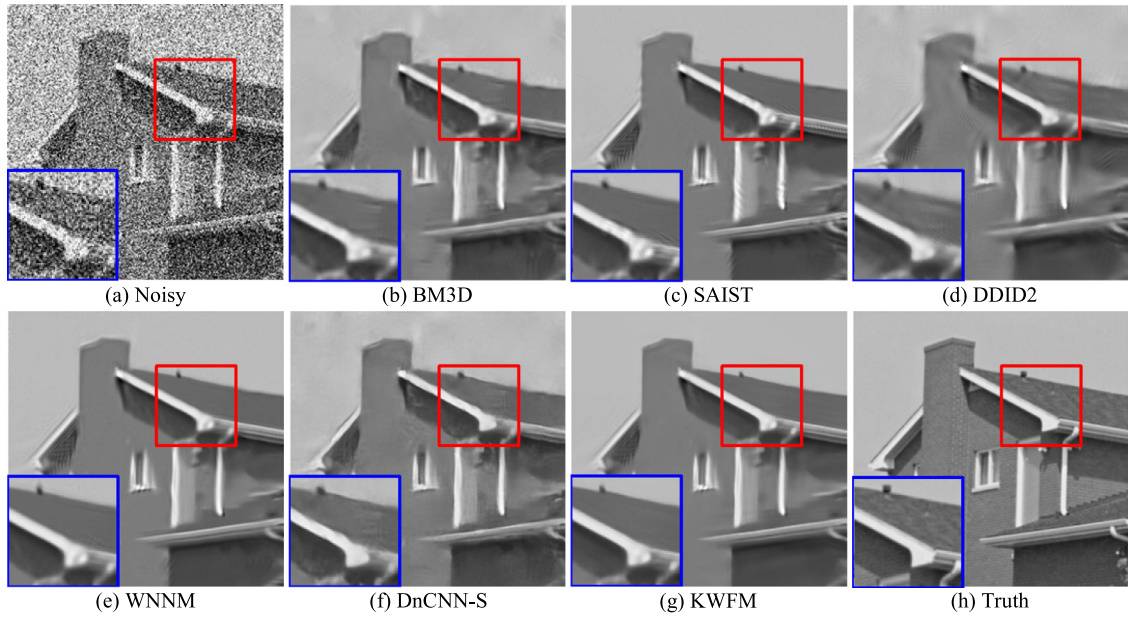 (a) Noisy
(b) BM3D
(c) SAIST
(d) DDID2
(e) WNNM
(f) DnCNN-S
(g) KWFM
(h) Truth